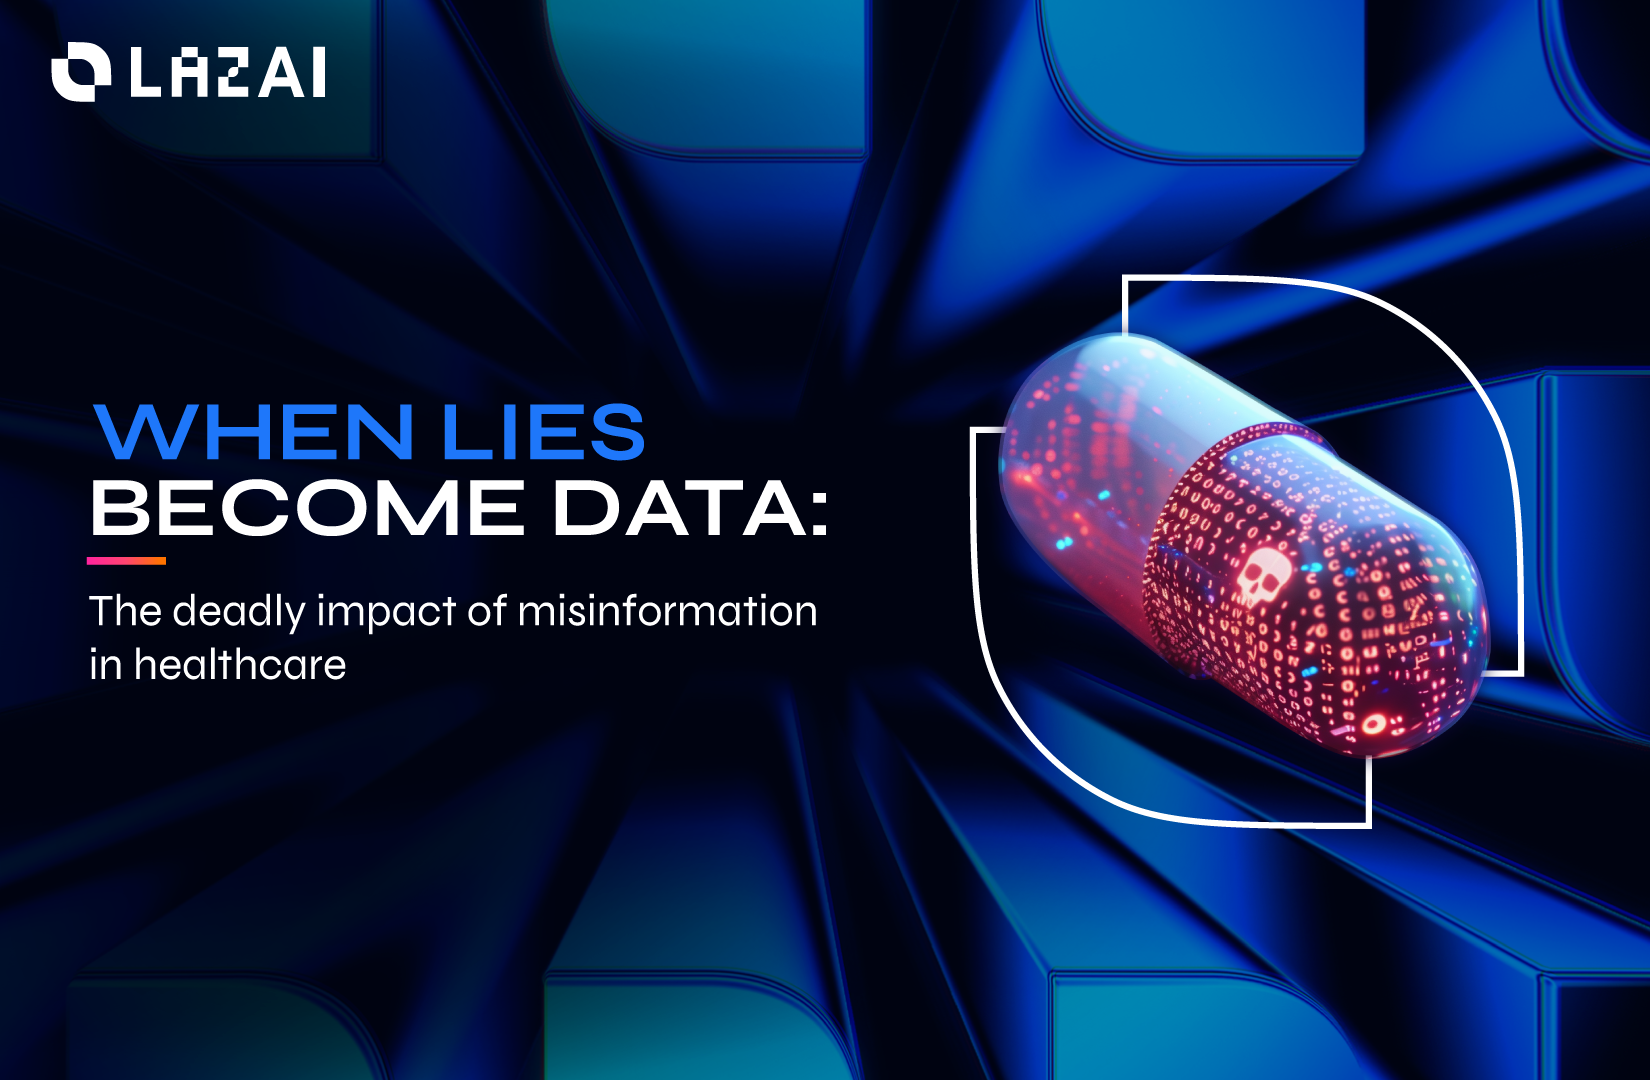 LAZAI
WHEN LIES
BECOME DATA:
The deadly impact of misinformation
in healthcare